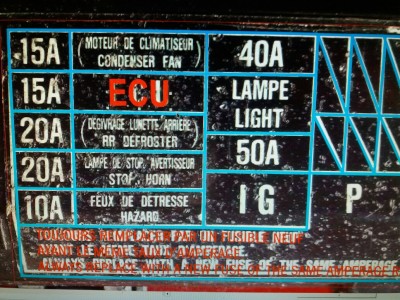 15A (MOTEUR DE CLIMATISEUR) 40A
CONDENSER FAN
15A ECU LAMPE
LIGHT
20A (DEGIVRAGE LUNETTE ARRIERE) 50A
RR DEFROSTER
20A LAMPE DE STOP, AVERTISSEUR
STOP, HORN
10A FEUX DE DETRESSE IG P
HAZARD
TOUJOURS REMPLACER PAR UN FUSIBLE NEUF
AYANT LE MEME AMPERAGE.
ALWAYS REPLACE WITH A NEW FUSE OF THE SAME AMPERAGE